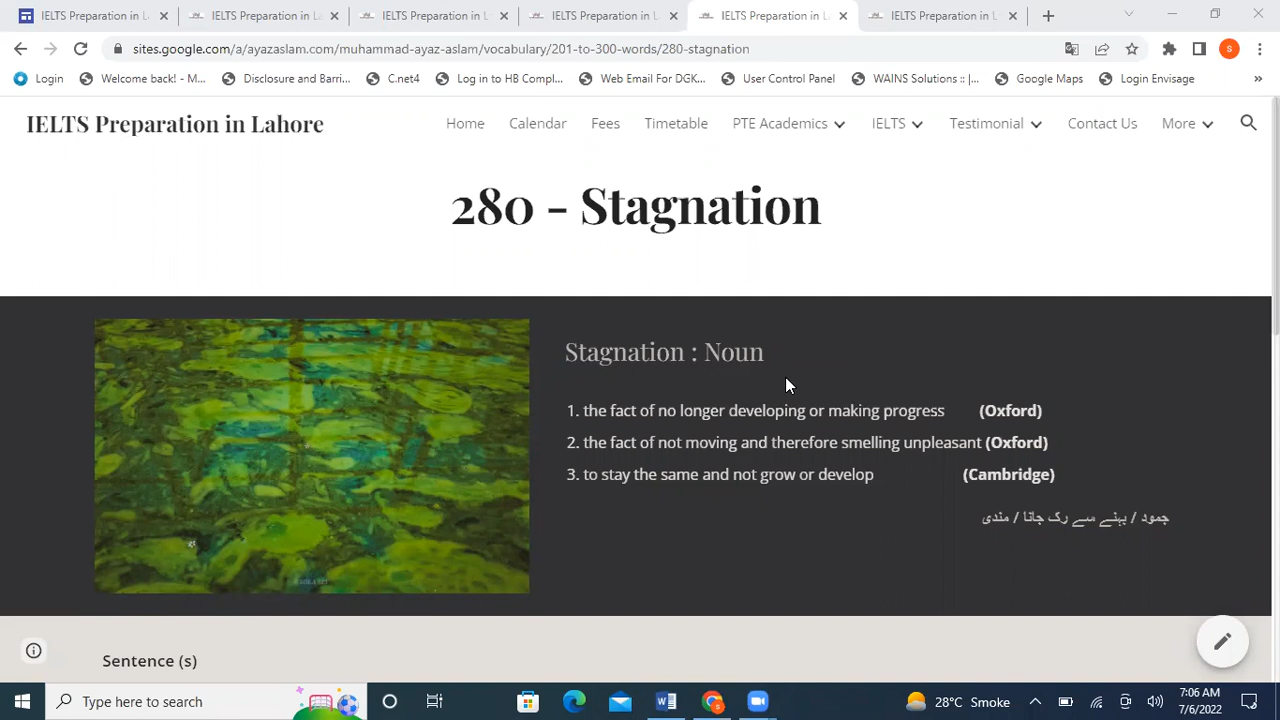 IELTS Preparation in L
IELTS Preparation in La
IELTS Preparation in L
IELTS Preparation in La
IELTS Preparation in La
IELTS Preparation in L
sites.google.com/a/ayazaslam.com/muhammad-ayaz-aslam/vocabulary/201-to-300-words/280-stagnation
S
Login
Welcome back! - M...
Disclosure and Barri...
C.net4
Log in to HB Compl...
Web Email For DGK...
User Control Panel
WAINS Solutions :: |...
Google Maps
Login Envisage
»
IELTS Preparation in Lahore
Home
Calendar
Fees
Timetable
PTE Academics
IELTS
Testimonial
Contact Us
More
280 - Stagnation
Stagnation : Noun
1. the fact of no longer developing or making progress (Oxford)
2. the fact of not moving and therefore smelling unpleasant (Oxford)
3. to stay the same and not grow or develop (Cambridge)
جمود / بہنے سے رک جانا / مندی
Sentence (s)
Type here to search
28°C Smoke
7:06 AM
7/6/2022